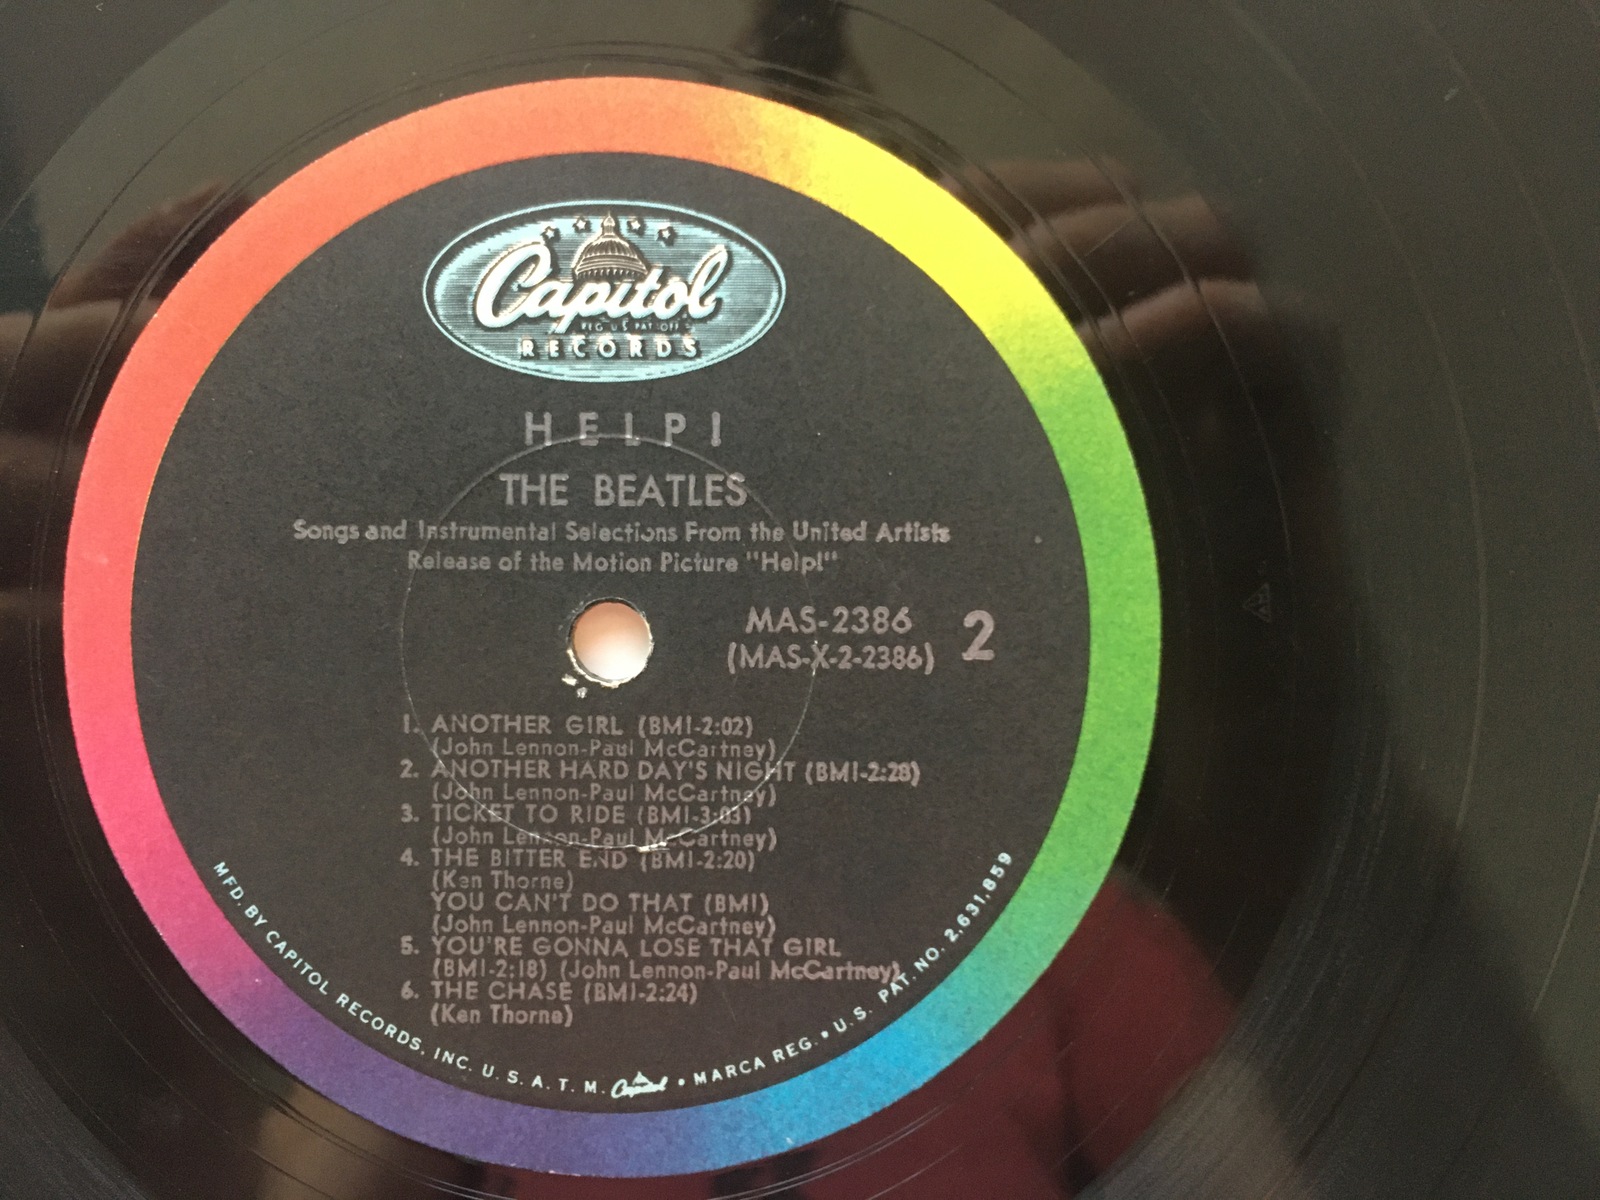 Capitol
REG. U.S. PAT. OFF.
RECORDS
HELP!
THE BEATLES
Songs and Instrumental Selections From the United Artists
Release of the Motion Picture "Help!"
MAS-2386
(MAS-X-2-2386)
2
1. ANOTHER GIRL (BMI-2:02)
(John Lennon-Paul McCartney)
2. ANOTHER HARD DAY'S NIGHT (BMI-2:28)
(John Lennon-Paul McCartney)
3. TICKET TO RIDE (BMI-3:03)
(John Lennon-Paul McCartney)
4. THE BITTER END (BMI-2:20)
(Ken Thorne)
YOU CAN'T DO THAT (BMI)
(John Lennon-Paul McCartney)
5. YOU'RE GONNA LOSE THAT GIRL
(BMI-2:18) (John Lennon-Paul McCartney)
6. THE CHASE (BMI-2:24)
(Ken Thorne)
MFD. BY CAPITOL RECORDS, INC. U. S. A. T. M. Capitol • MARCA REG. • U.S. PAT. NO. 2,631,859